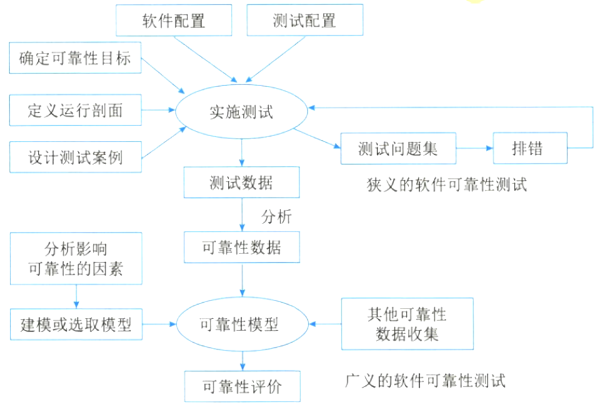 软件配置
测试配置
确定可靠性目标
定义运行剖面
设计测试案例
实施测试
测试问题集
排错
狭义的软件可靠性测试
测试数据
分析
可靠性数据
分析影响
可靠性的因素
建模或选取模型
可靠性模型
其他可靠性
数据收集
可靠性评价
广义的软件可靠性测试